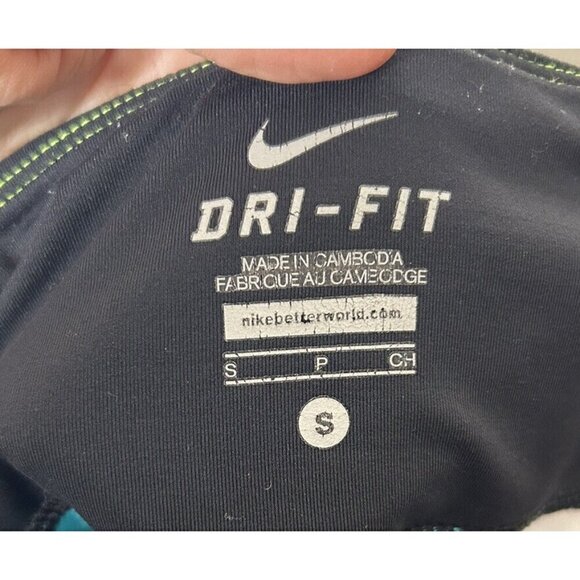 DRI-FIT
MADE IN CAMBODIA
FABRIQUE AU CAMBODGE
nikebetterworld.com
S P CH
S